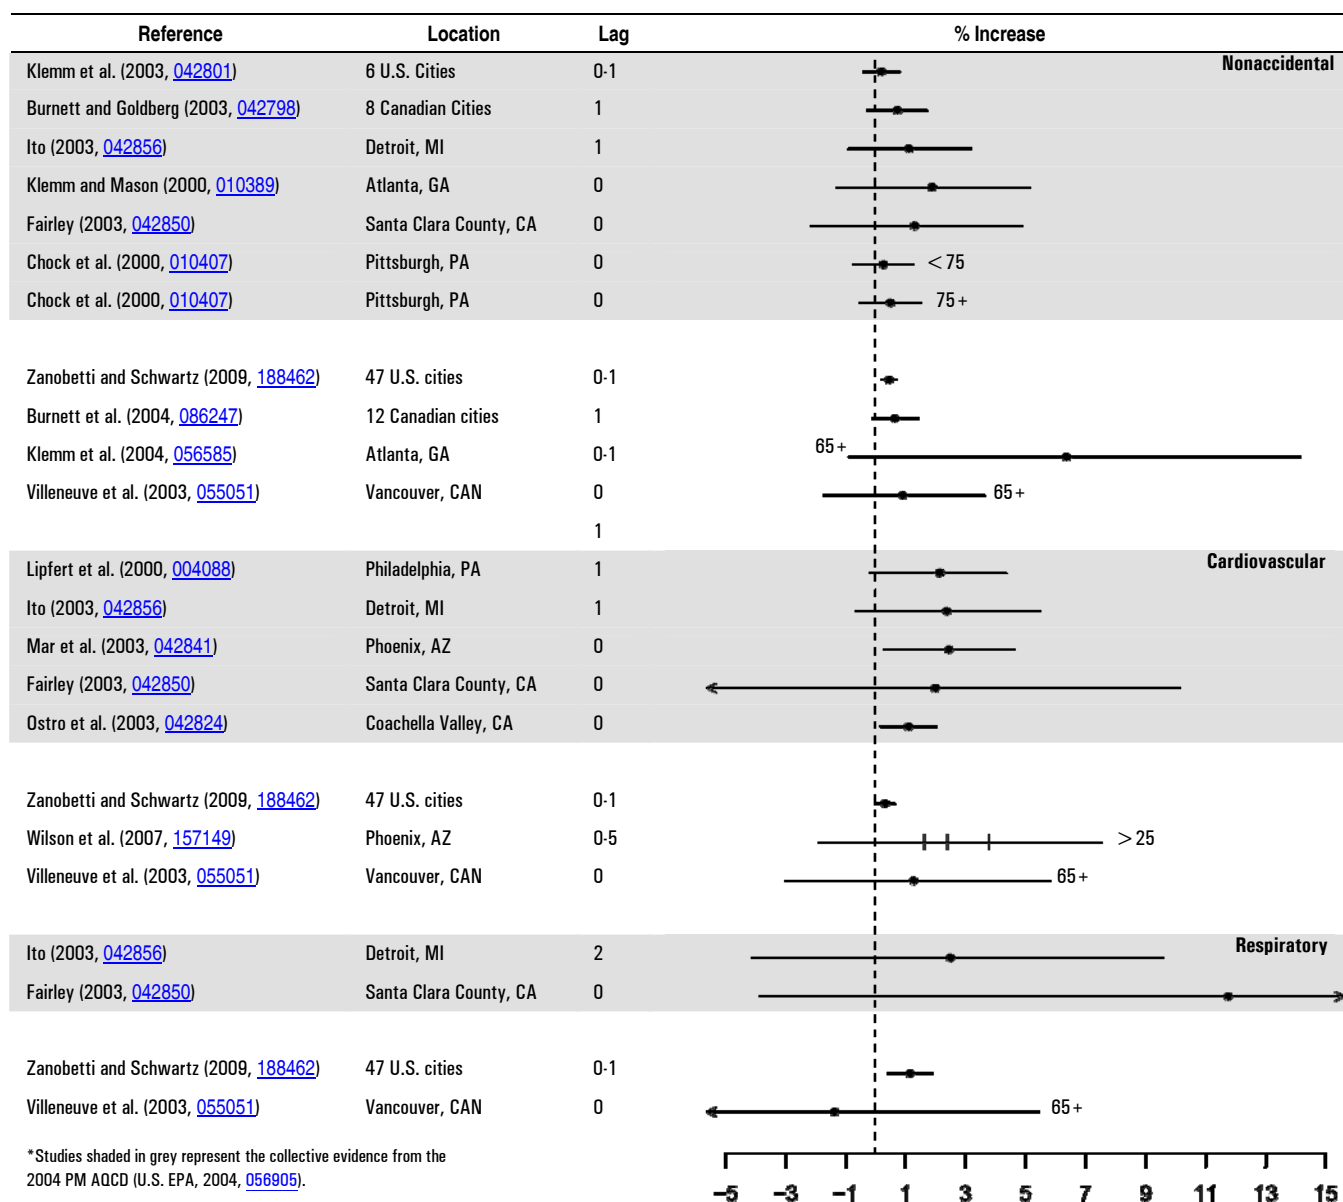 Reference Location Lag % Increase
Nonaccidental
Klemm et al. (2003, 042801) 6 U.S. Cities 0-1
Burnett and Goldberg (2003, 042798) 8 Canadian Cities 1
Ito (2003, 042856) Detroit, MI 1
Klemm and Mason (2000, 010389) Atlanta, GA 0
Fairley (2003, 042850) Santa Clara County, CA 0
Chock et al. (2000, 010407) Pittsburgh, PA 0 < 75
Chock et al. (2000, 010407) Pittsburgh, PA 0 75+
Zanobetti and Schwartz (2009, 188462) 47 U.S. cities 0-1
Burnett et al. (2004, 086247) 12 Canadian cities 1
Klemm et al. (2004, 056585) Atlanta, GA 0-1 65+
Villeneuve et al. (2003, 055051) Vancouver, CAN 0 65+
1
Cardiovascular
Lipfert et al. (2000, 004088) Philadelphia, PA 1
Ito (2003, 042856) Detroit, MI 1
Mar et al. (2003, 042841) Phoenix, AZ 0
Fairley (2003, 042850) Santa Clara County, CA 0
Ostro et al. (2003, 042824) Coachella Valley, CA 0
Zanobetti and Schwartz (2009, 188462) 47 U.S. cities 0-1
Wilson et al. (2007, 157149) Phoenix, AZ 0-5 > 25
Villeneuve et al. (2003, 055051) Vancouver, CAN 0 65+
Respiratory
Ito (2003, 042856) Detroit, MI 2
Fairley (2003, 042850) Santa Clara County, CA 0
Zanobetti and Schwartz (2009, 188462) 47 U.S. cities 0-1
Villeneuve et al. (2003, 055051) Vancouver, CAN 0 65+
*Studies shaded in grey represent the collective evidence from the
2004 PM AQCD (U.S. EPA, 2004, 056905).
−5 −3 −1 1 3 5 7 9 11 13 15